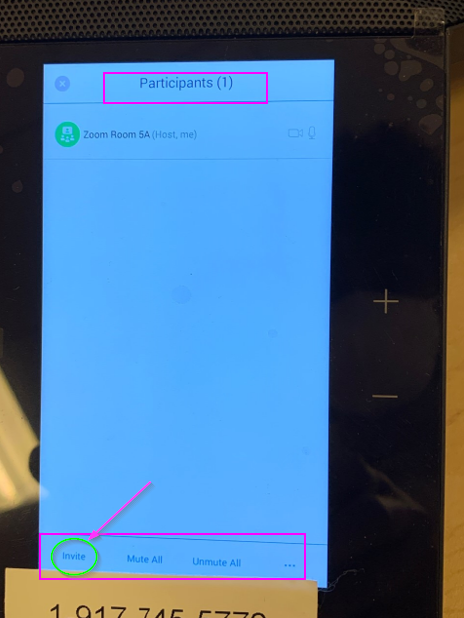 Participants (1)
Zoom Room 5A (Host, me)
Invite Mute All Unmute All ...